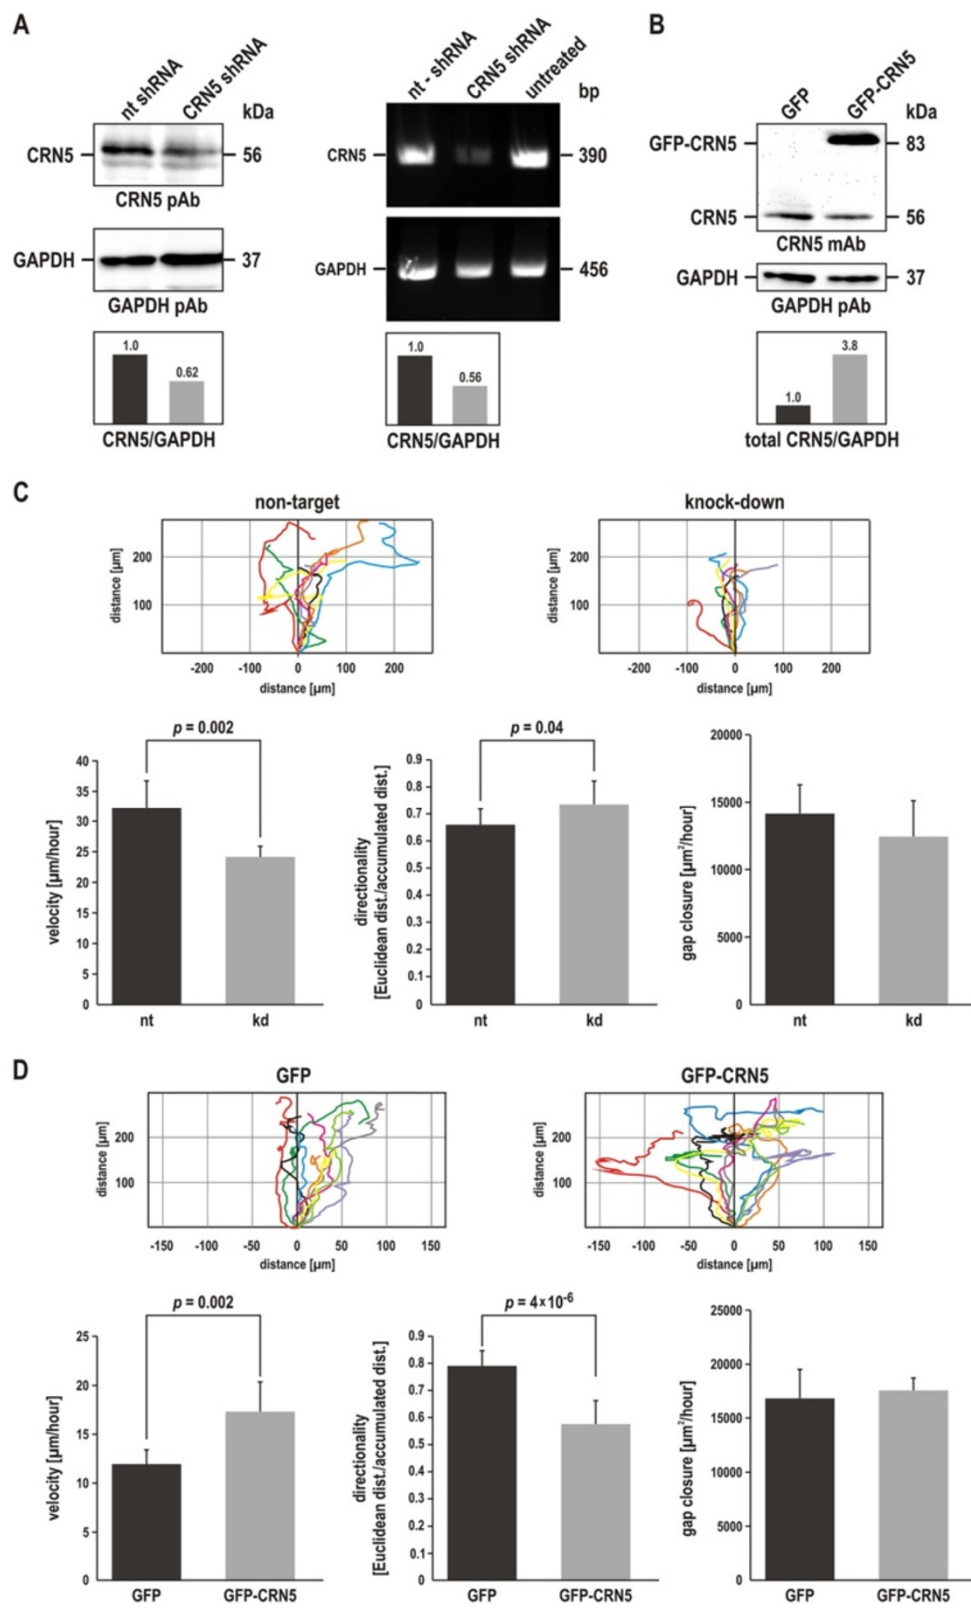 A
nt shRNA
CRN5 shRNA
kDa
CRN5
56
CRN5 pAb
GAPDH
37
GAPDH pAb
1.0
0.62
CRN5/GAPDH
nt - shRNA
CRN5 shRNA
untreated
bp
CRN5
390
GAPDH
456
1.0
0.56
CRN5/GAPDH
B
GFP
GFP-CRN5
kDa
GFP-CRN5
83
CRN5
56
CRN5 mAb
GAPDH
37
GAPDH pAb
1.0
3.8
total CRN5/GAPDH
C
non-target
distance [µm]
200
100
-200 -100 0 100 200
distance [µm]
knock-down
distance [µm]
200
100
-200 -100 0 100 200
distance [µm]
p = 0.002
velocity [µm/hour]
40
35
30
25
20
15
10
5
0
nt kd
p = 0.04
directionality
[Euclidean dist./accumulated dist.]
0.9
0.8
0.7
0.6
0.5
0.4
0.3
0.2
0.1
0
nt kd
gap closure [µm²/hour]
20000
15000
10000
5000
0
nt kd
D
GFP
distance [µm]
200
100
-150 -100 -50 0 50 100 150
distance [µm]
GFP-CRN5
distance [µm]
200
100
-150 -100 -50 0 50 100 150
distance [µm]
p = 0.002
velocity [µm/hour]
25
20
15
10
5
0
GFP GFP-CRN5
p = 4×10⁻⁶
directionality
[Euclidean dist./accumulated dist.]
0.9
0.8
0.7
0.6
0.5
0.4
0.3
0.2
0.1
0
GFP GFP-CRN5
gap closure [µm²/hour]
25000
20000
15000
10000
5000
0
GFP GFP-CRN5